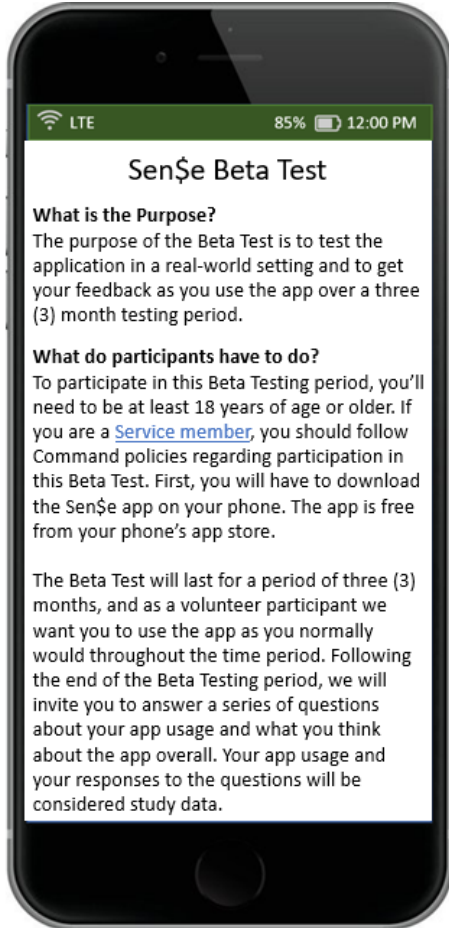 LTE 85% 12:00 PM
Sen$e Beta Test
What is the Purpose?
The purpose of the Beta Test is to test the
application in a real-world setting and to get
your feedback as you use the app over a three
(3) month testing period.
What do participants have to do?
To participate in this Beta Testing period, you’ll
need to be at least 18 years of age or older. If
you are a Service member, you should follow
Command policies regarding participation in
this Beta Test. First, you will have to download
the Sen$e app on your phone. The app is free
from your phone’s app store.
The Beta Test will last for a period of three (3)
months, and as a volunteer participant we
want you to use the app as you normally
would throughout the time period. Following
the end of the Beta Testing period, we will
invite you to answer a series of questions
about your app usage and what you think
about the app overall. Your app usage and
your responses to the questions will be
considered study data.